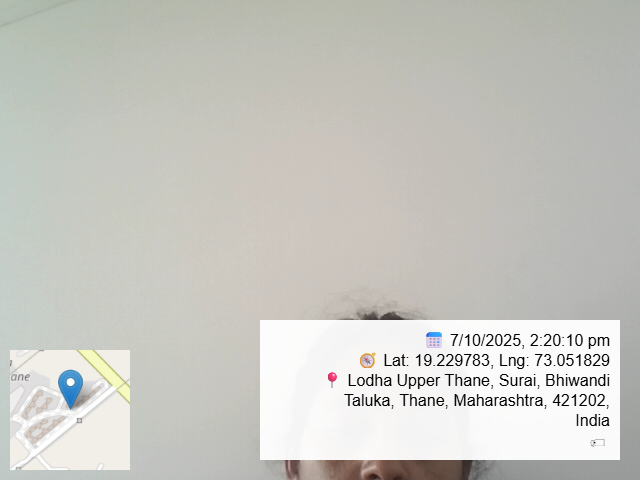 7/10/2025, 2:20:10 pm
Lat: 19.229783, Lng: 73.051829
Lodha Upper Thane, Surai, Bhiwandi
Taluka, Thane, Maharashtra, 421202,
India